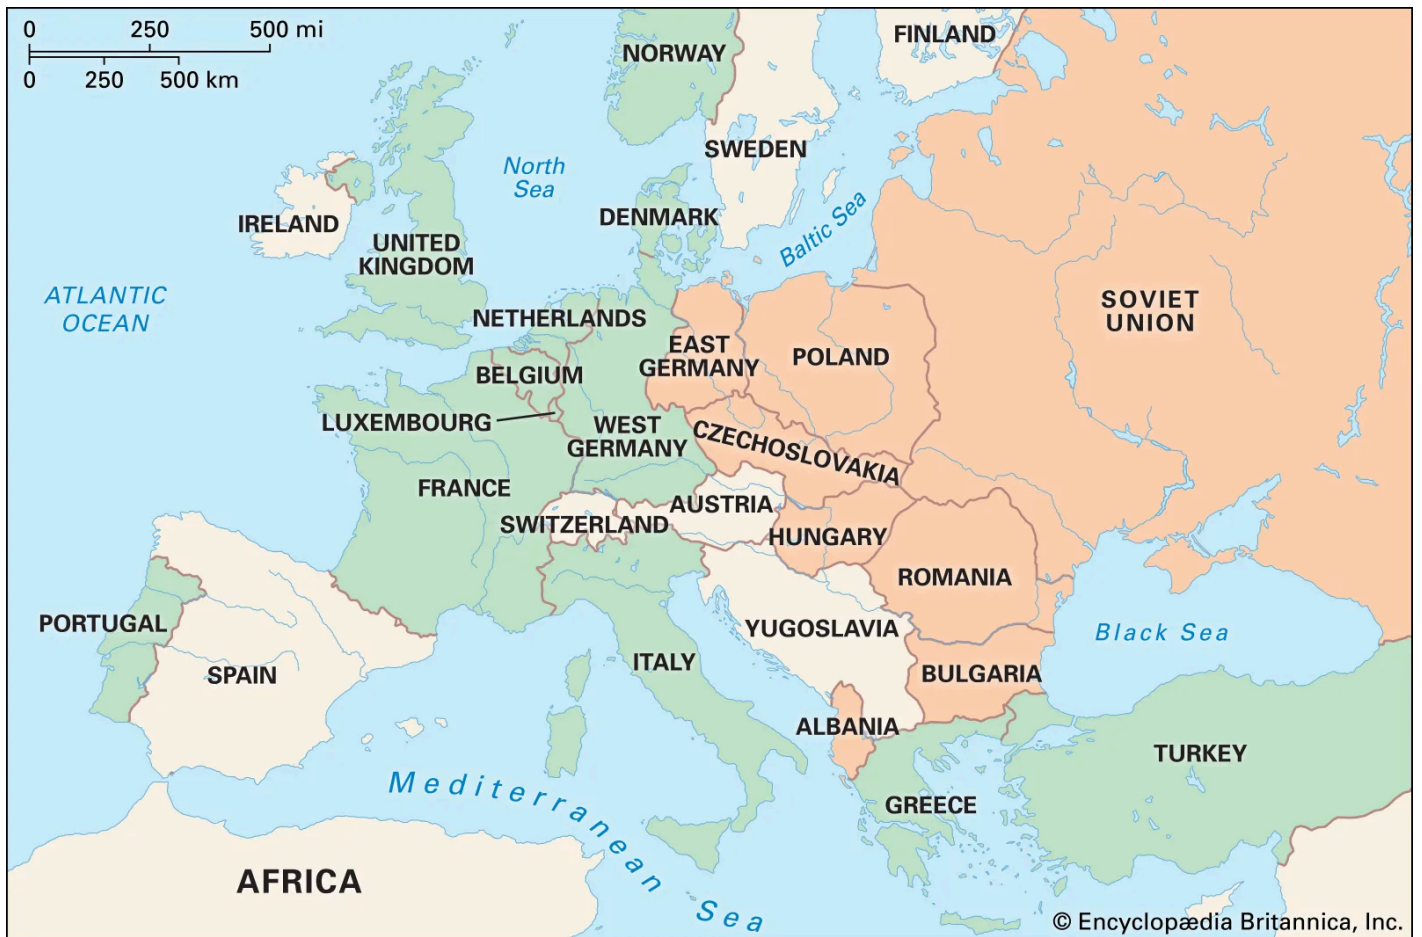 0 250 500 mi
0 250 500 km
NORWAY
FINLAND
SWEDEN
North
Sea
IRELAND
UNITED
KINGDOM
DENMARK
Baltic Sea
ATLANTIC
OCEAN
NETHERLANDS
SOVIET
UNION
EAST
GERMANY
POLAND
BELGIUM
LUXEMBOURG
WEST
GERMANY
CZECHOSLOVAKIA
FRANCE
AUSTRIA
SWITZERLAND
HUNGARY
ROMANIA
PORTUGAL
YUGOSLAVIA
Black Sea
SPAIN
ITALY
BULGARIA
ALBANIA
TURKEY
Mediterranean Sea
GREECE
AFRICA
© Encyclopædia Britannica, Inc.